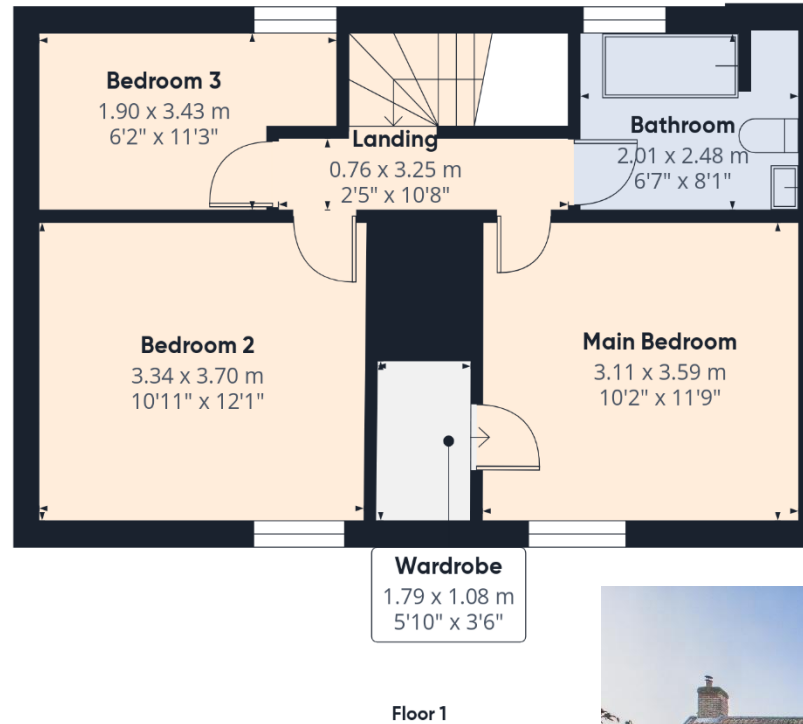 Bedroom 3
1.90 x 3.43 m
6'2" x 11'3"
Landing
0.76 x 3.25 m
2'5" x 10'8"
Bathroom
2.01 x 2.48 m
6'7" x 8'1"
Bedroom 2
3.34 x 3.70 m
10'11" x 12'1"
Main Bedroom
3.11 x 3.59 m
10'2" x 11'9"
Wardrobe
1.79 x 1.08 m
5'10" x 3'6"
Floor 1